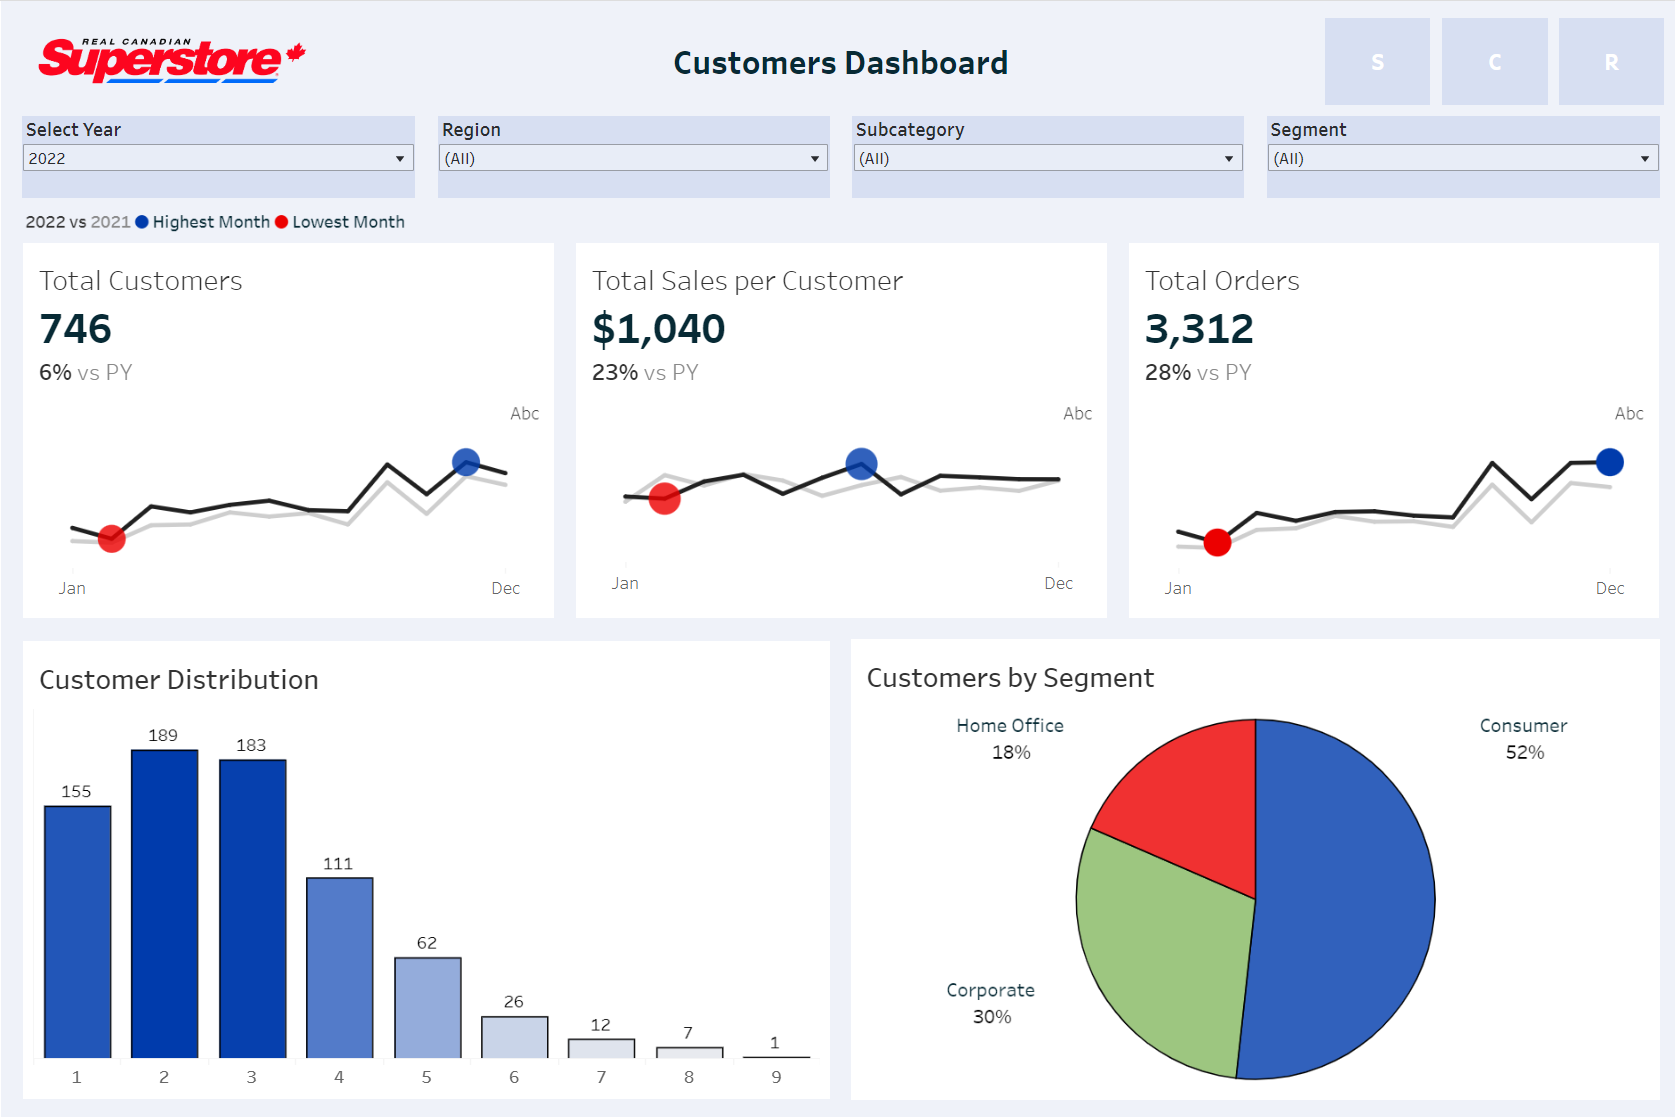 REAL CANADIAN
Superstore
Customers Dashboard
S C R
Select Year
2022
Region
(All)
Subcategory
(All)
Segment
(All)
2022 vs 2021 Highest Month Lowest Month
Total Customers
746
6% vs PY
Abc
Jan Dec
Total Sales per Customer
$1,040
23% vs PY
Abc
Jan Dec
Total Orders
3,312
28% vs PY
Abc
Jan Dec
Customer Distribution
155 189 183 111 62 26 12 7 1
1 2 3 4 5 6 7 8 9
Customers by Segment
Home Office
18%
Consumer
52%
Corporate
30%